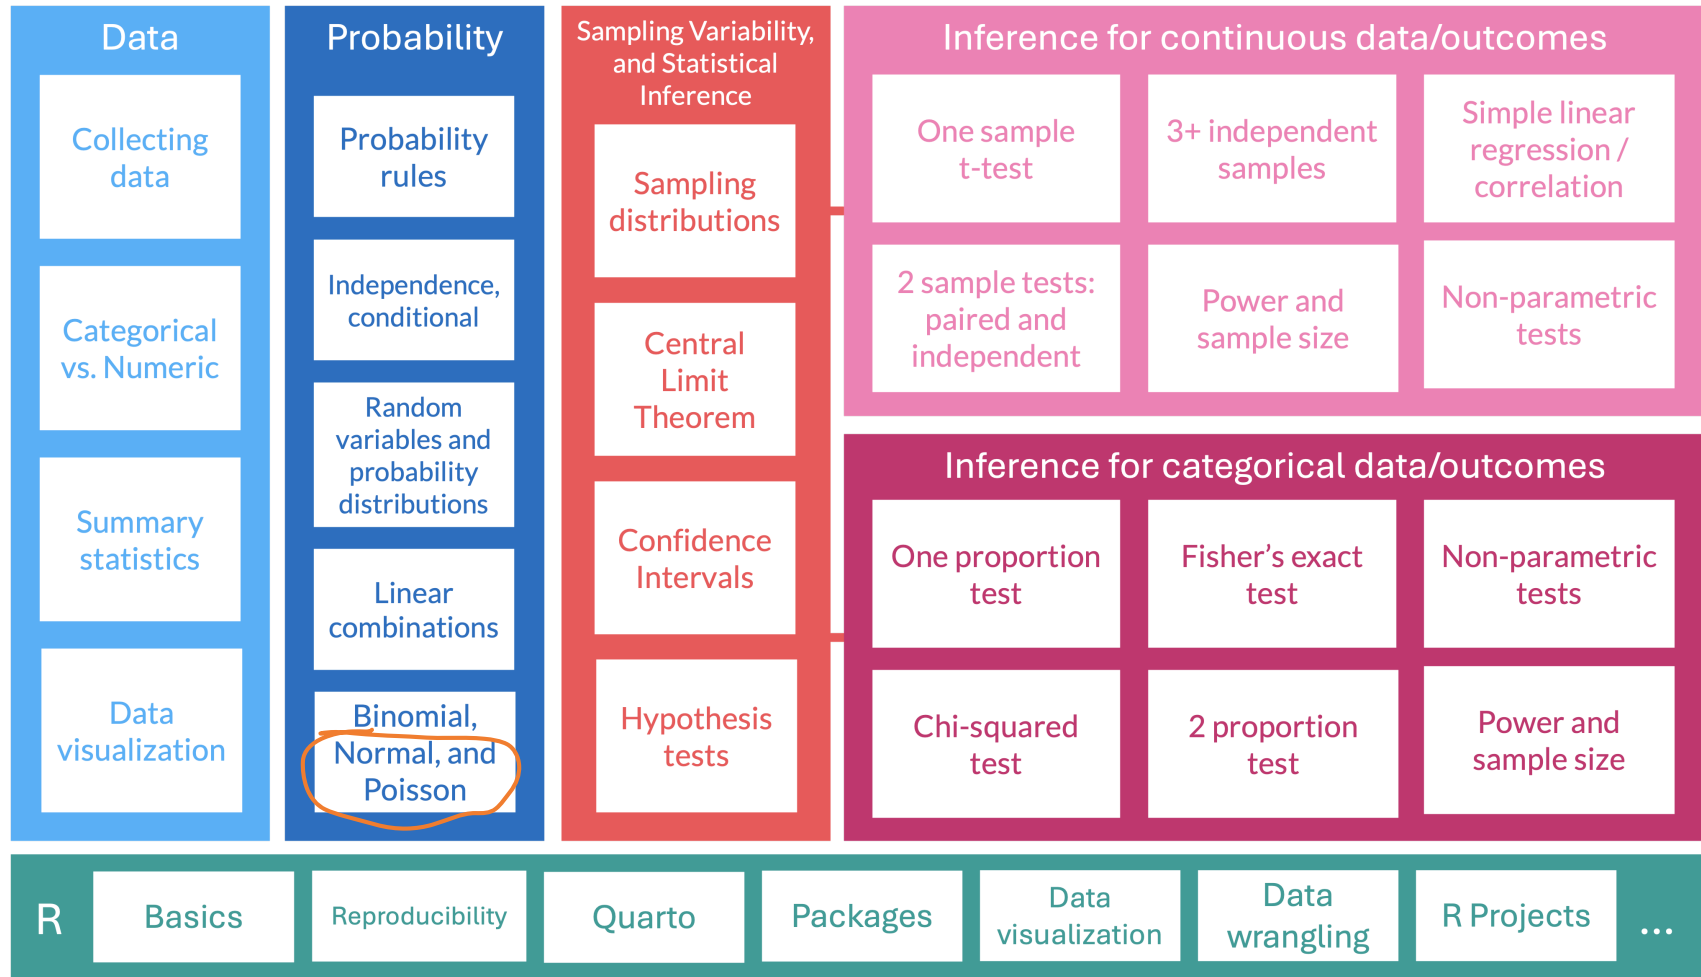 Data
Collecting
data
Categorical
vs. Numeric
Summary
statistics
Data
visualization
Probability
Probability
rules
Independence,
conditional
Random
variables and
probability
distributions
Linear
combinations
Binomial,
Normal, and
Poisson
Sampling Variability,
and Statistical
Inference
Sampling
distributions
Central
Limit
Theorem
Confidence
Intervals
Hypothesis
tests
Inference for continuous data/outcomes
One sample
t-test
3+ independent
samples
Simple linear
regression /
correlation
2 sample tests:
paired and
independent
Power and
sample size
Non-parametric
tests
Inference for categorical data/outcomes
One proportion
test
Fisher’s exact
test
Non-parametric
tests
Chi-squared
test
2 proportion
test
Power and
sample size
R
Basics
Reproducibility
Quarto
Packages
Data
visualization
Data
wrangling
R Projects
...